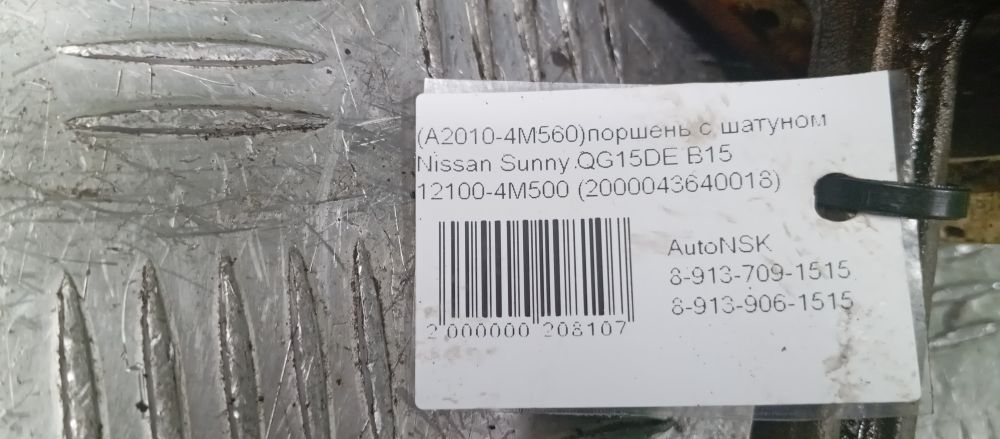 (A2010-4M560)поршень с шатуном
Nissan Sunny.QG15DE B15
12100-4M500 (2000043640018)
AutoNSK
8-913-709-1515
8-913-906-1515
2 000000 208107